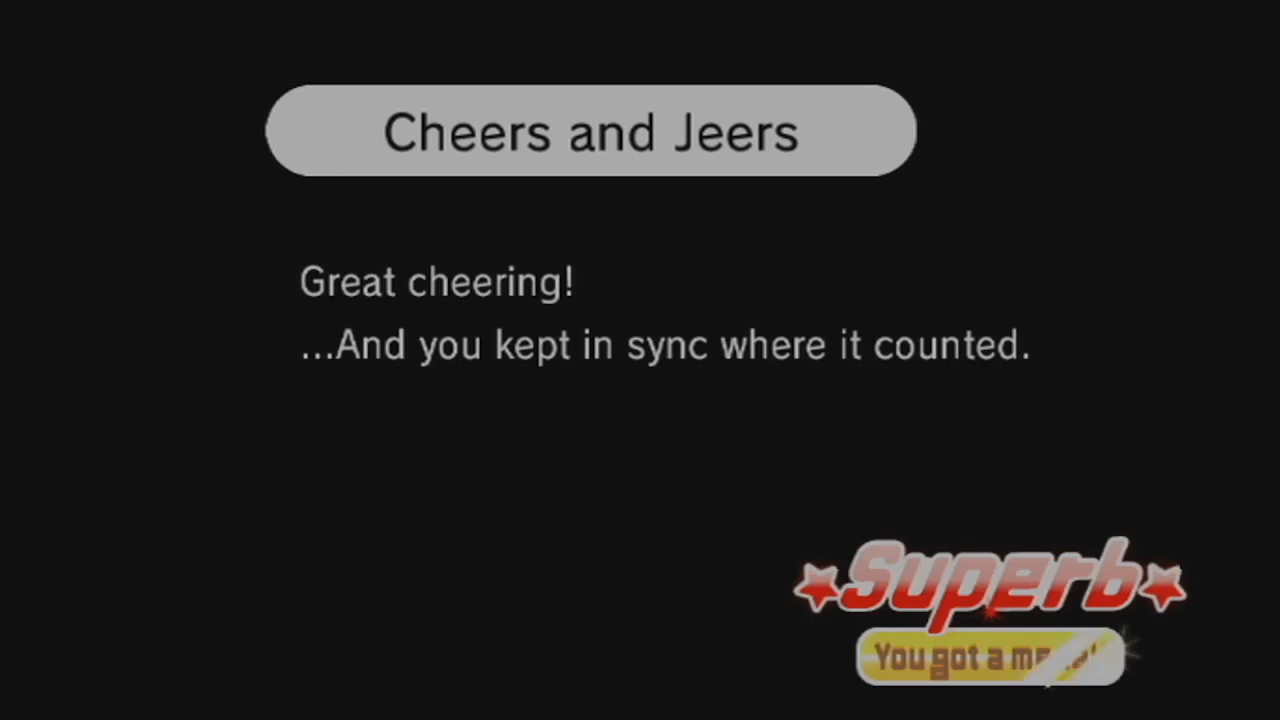 Cheers and Jeers
Great cheering!
...And you kept in sync where it counted.
Superb
You got a